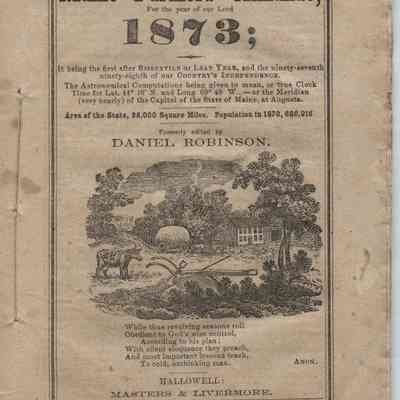 For the year of our Lord
1873;
It being the first after BISSEXTILE or LEAP YEAR, and the ninety-seventh
ninety-eighth of our COUNTRY'S INDEPENDENCE.
The Astronomical Computations being given to mean, or true Clock
Time for Lat. 44° 16' N. and Long 69° 49' W.,—or the Meridian
(very nearly) of the Capitol of the State of Maine, at Augusta.
Area of the State, 35,000 Square Miles. Population in 1870, 626,915
Formerly edited by
DANIEL ROBINSON.
While thus revolving seasons roll
Obedient to God's wise control,
According to his plan;
With silent eloquence they preach,
And most important lessons teach,
To cold, unthinking man.
ANON.
HALLOWELL:
MASTERS & LIVERMORE.